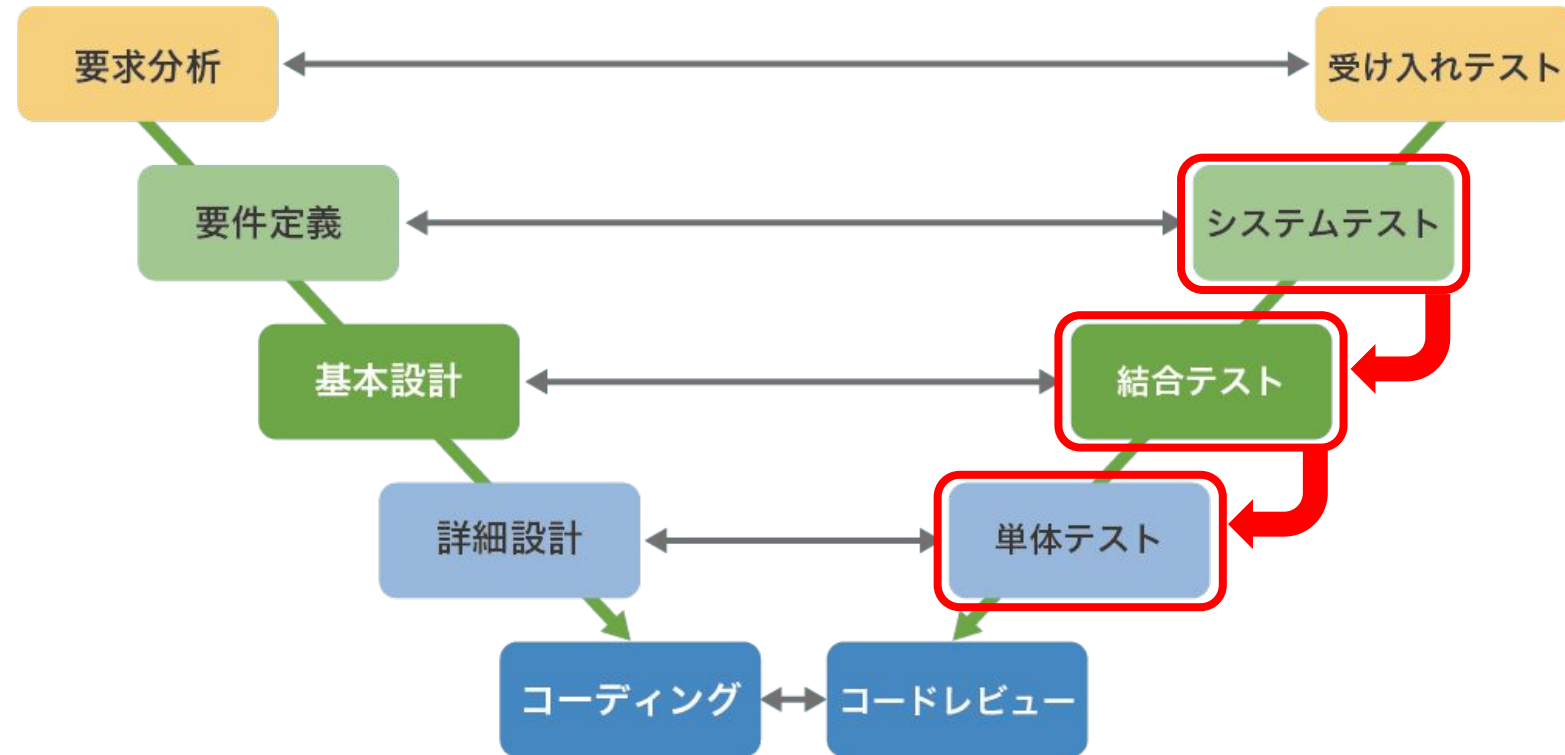 要求分析
受け入れテスト
要件定義
システムテスト
基本設計
結合テスト
詳細設計
単体テスト
コーディング
コードレビュー